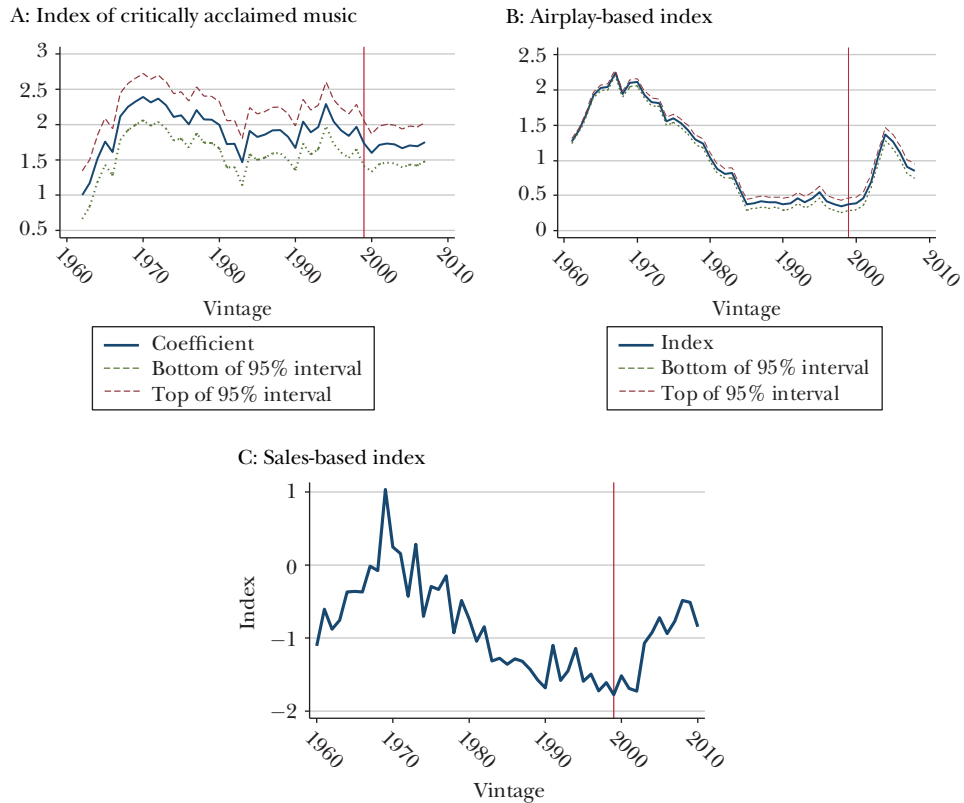 A: Index of critically acclaimed music
3
2.5
2
1.5
1
0.5
1960
1970
1980
1990
2000
2010
Vintage
Coefficient
Bottom of 95% interval
Top of 95% interval
B: Airplay-based index
2.5
2
1.5
1
0.5
0
1960
1970
1980
1990
2000
2010
Vintage
Index
Bottom of 95% interval
Top of 95% interval
C: Sales-based index
Index
1
0
−1
−2
1960
1970
1980
1990
2000
2010
Vintage